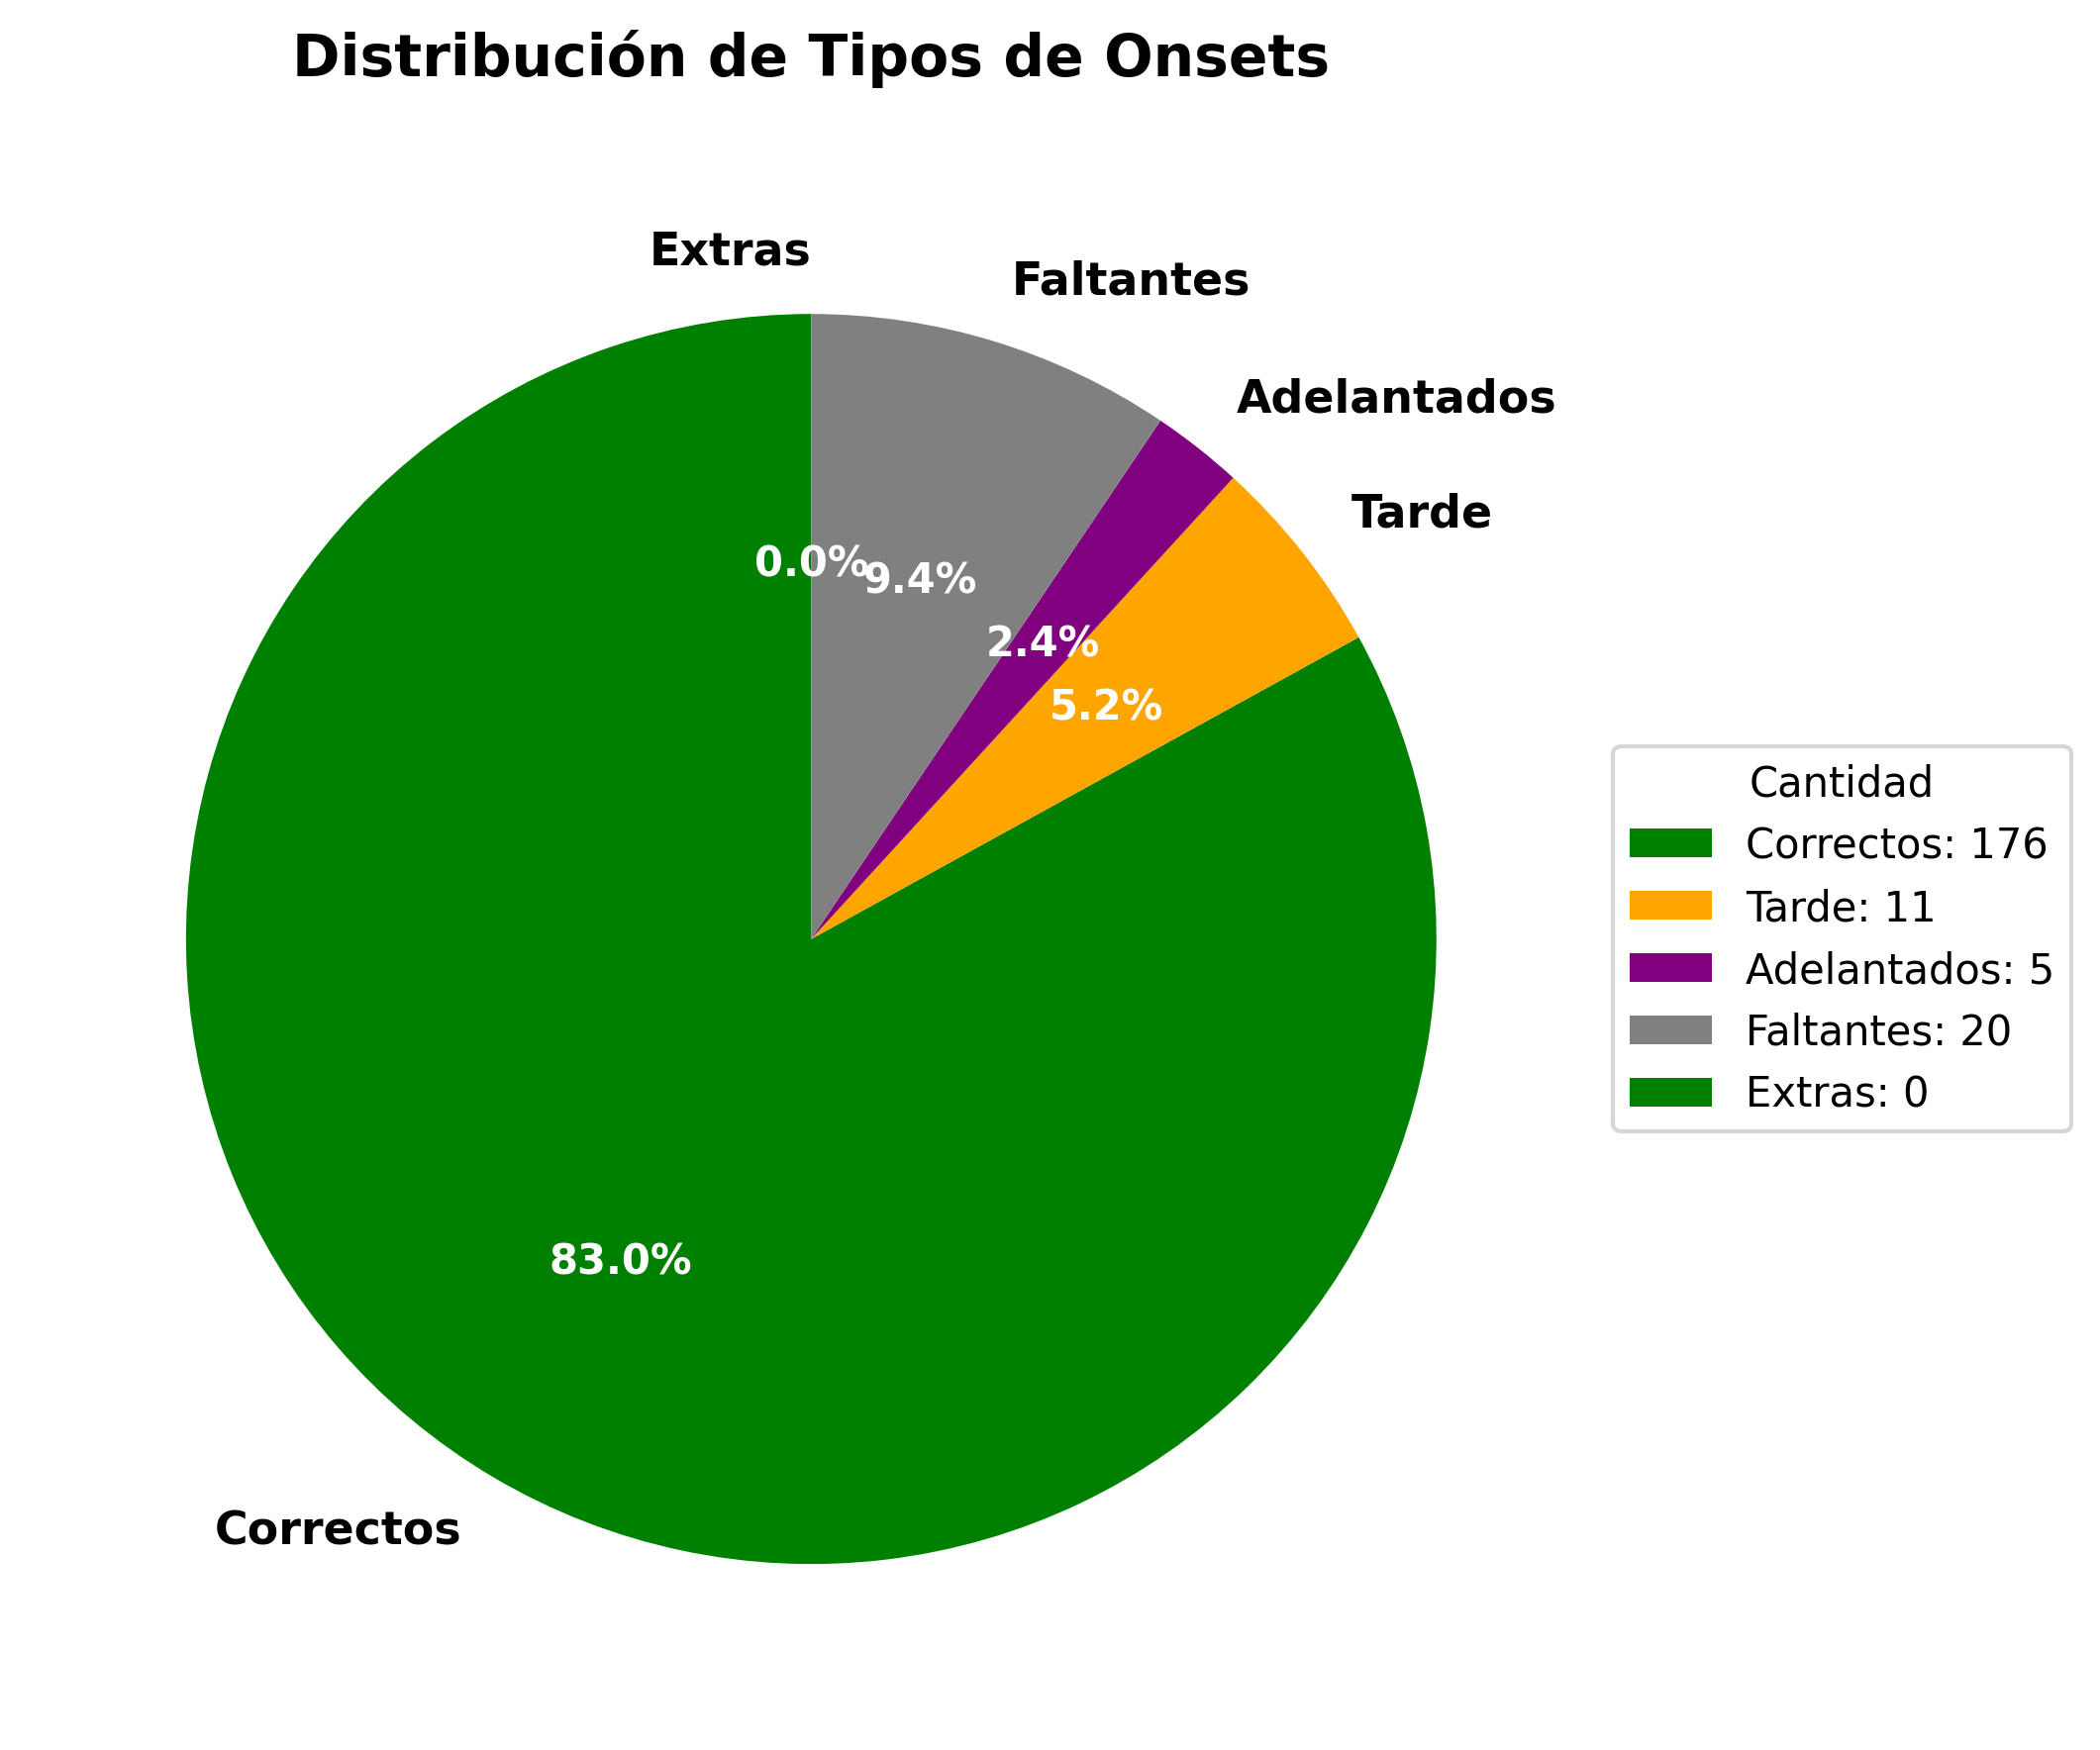 Distribución de Tipos de Onsets
Extras
Faltantes
Adelantados
Tarde
0.0%
9.4%
2.4%
5.2%
Cantidad
Correctos: 176
Tarde: 11
Adelantados: 5
Faltantes: 20
Extras: 0
83.0%
Correctos